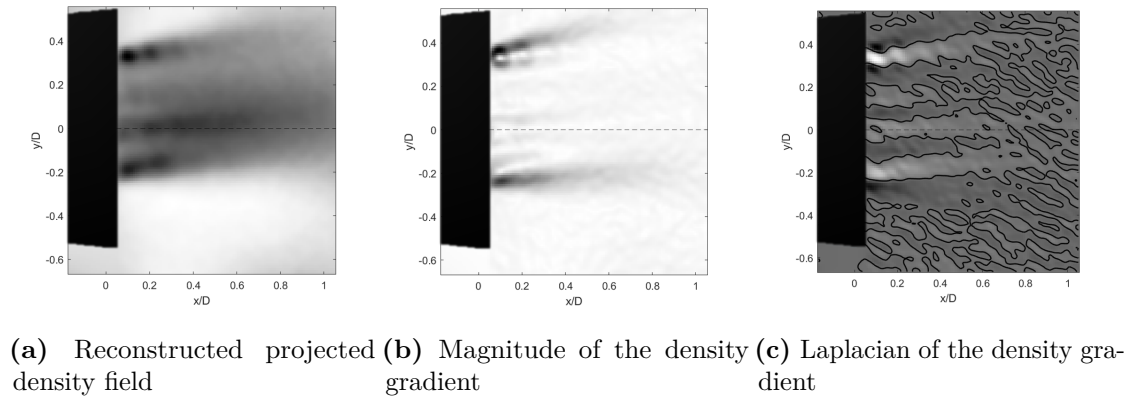 0.4
0.2
0
-0.2
-0.4
-0.6
y/D
0 0.2 0.4 0.6 0.8 1
x/D
0.4
0.2
0
-0.2
-0.4
-0.6
y/D
0 0.2 0.4 0.6 0.8 1
x/D
0.4
0.2
0
-0.2
-0.4
-0.6
y/D
0 0.2 0.4 0.6 0.8 1
x/D
(a) Reconstructed projected
density field
(b) Magnitude of the density
gradient
(c) Laplacian of the density gra-
dient